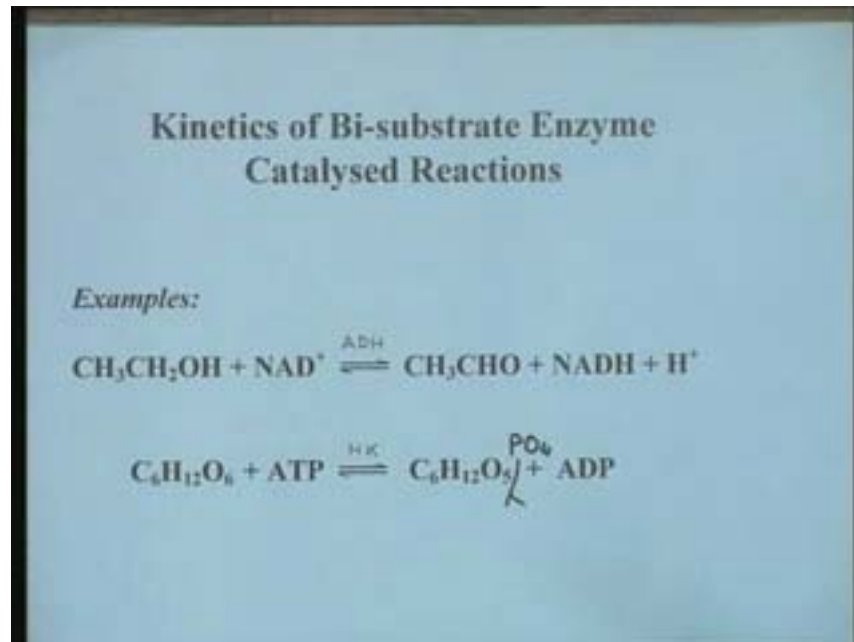 Kinetics of Bi-substrate Enzyme
Catalysed Reactions
Examples:
ADH
CH₃CH₂OH + NAD⁺ ⇌ CH₃CHO + NADH + H⁺
HK PO₄
C₆H₁₂O₆ + ATP ⇌ C₆H₁₂O₅ + ADP